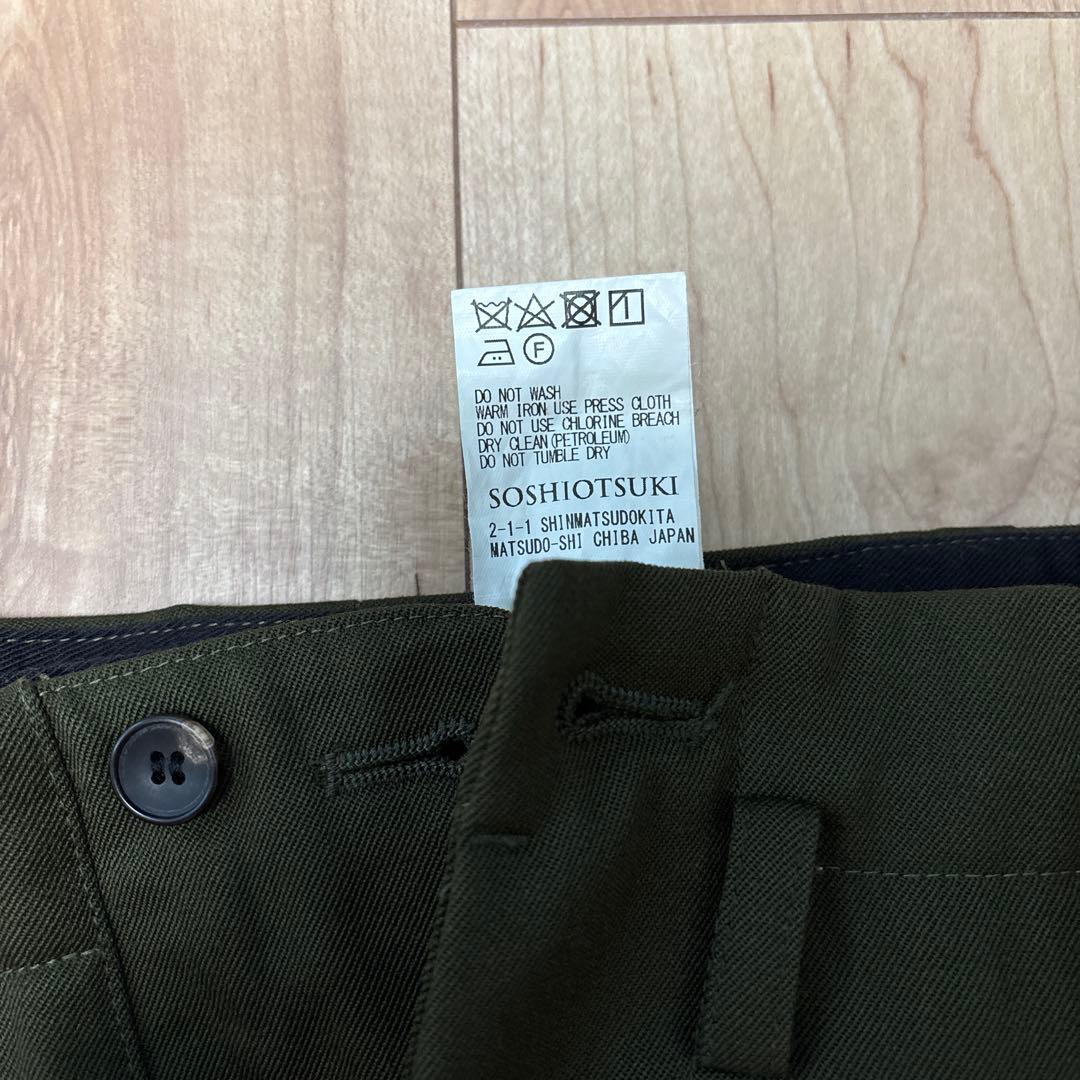 F
DO NOT WASH
WARM IRON USE PRESS CLOTH
DO NOT USE CHLORINE BREACH
DRY CLEAN(PETROLEUM)
DO NOT TUMBLE DRY
SOSHIOTSUKI
2-1-1 SHINMATSUDOKITA
MATSUDO-SHI CHIBA JAPAN